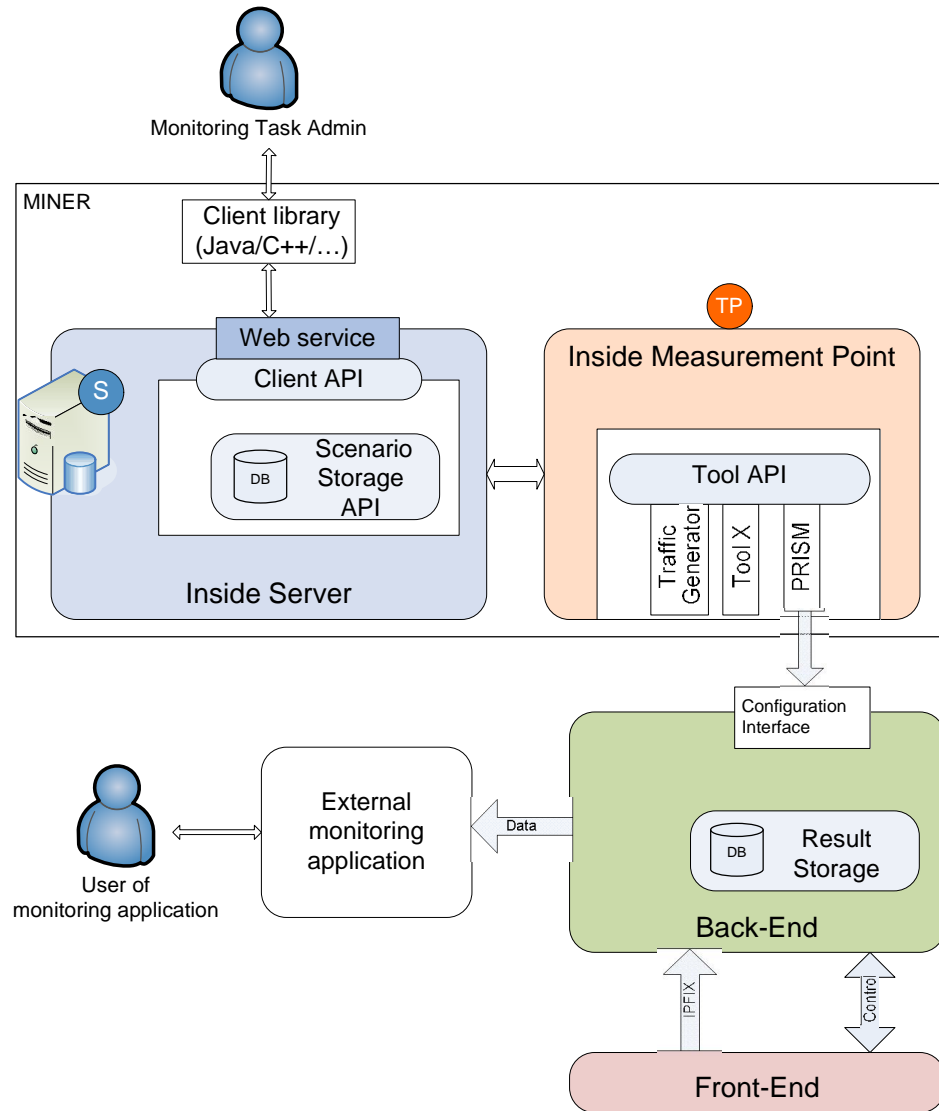 Monitoring Task Admin
MINER
Client library
(Java/C++/…)
TP
Web service
Inside Measurement Point
Client API
S
Scenario
Storage
API
DB
Tool API
Traffic
Generator
Tool X
PRISM
Inside Server
Configuration
Interface
External
monitoring
application
Data
DB
Result
Storage
User of
monitoring application
Back-End
IPFIX
Control
Front-End